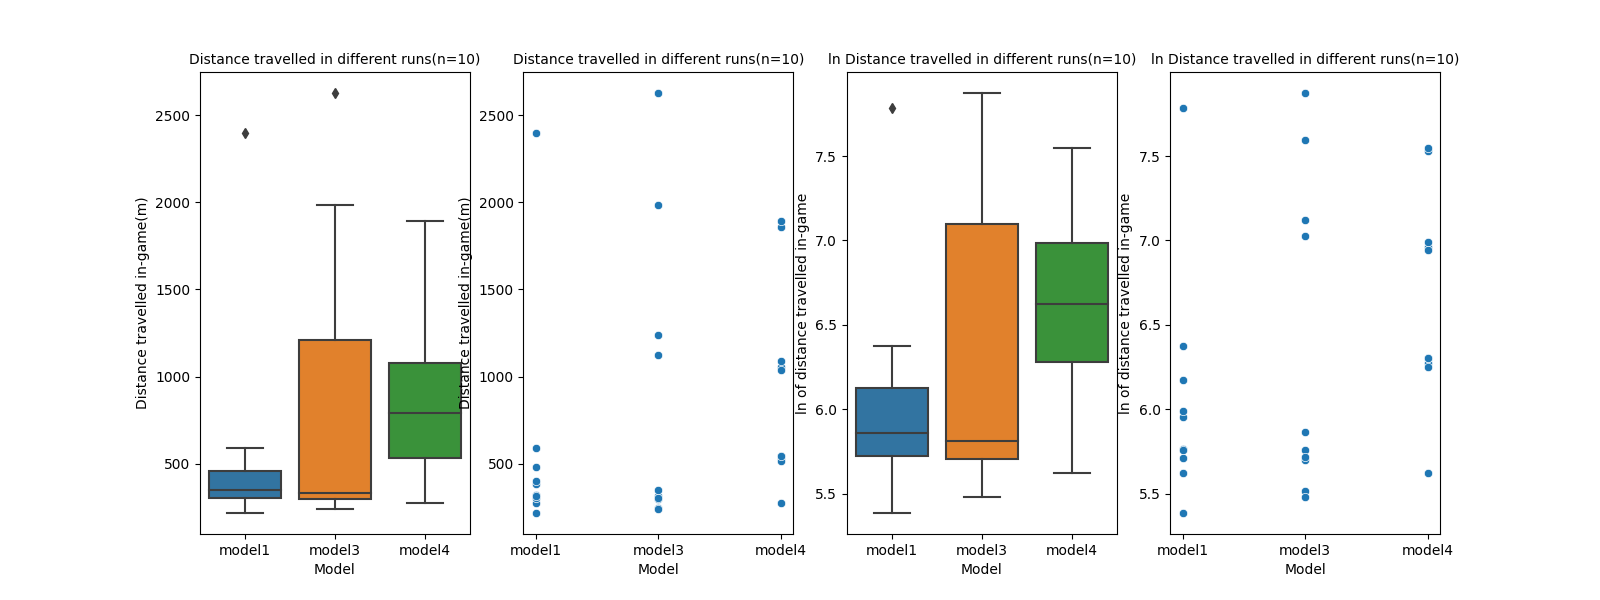 Distance travelled in different runs(n=10)
Distance travelled in-game(m)
2500
2000
1500
1000
500
model1
model3
model4
Model
Distance travelled in different runs(n=10)
Distance travelled in-game(m)
2500
2000
1500
1000
500
model1
model3
model4
Model
ln Distance travelled in different runs(n=10)
ln of distance travelled in-game
7.5
7.0
6.5
6.0
5.5
model1
model3
model4
Model
ln Distance travelled in different runs(n=10)
ln of distance travelled in-game
7.5
7.0
6.5
6.0
5.5
model1
model3
model4
Model